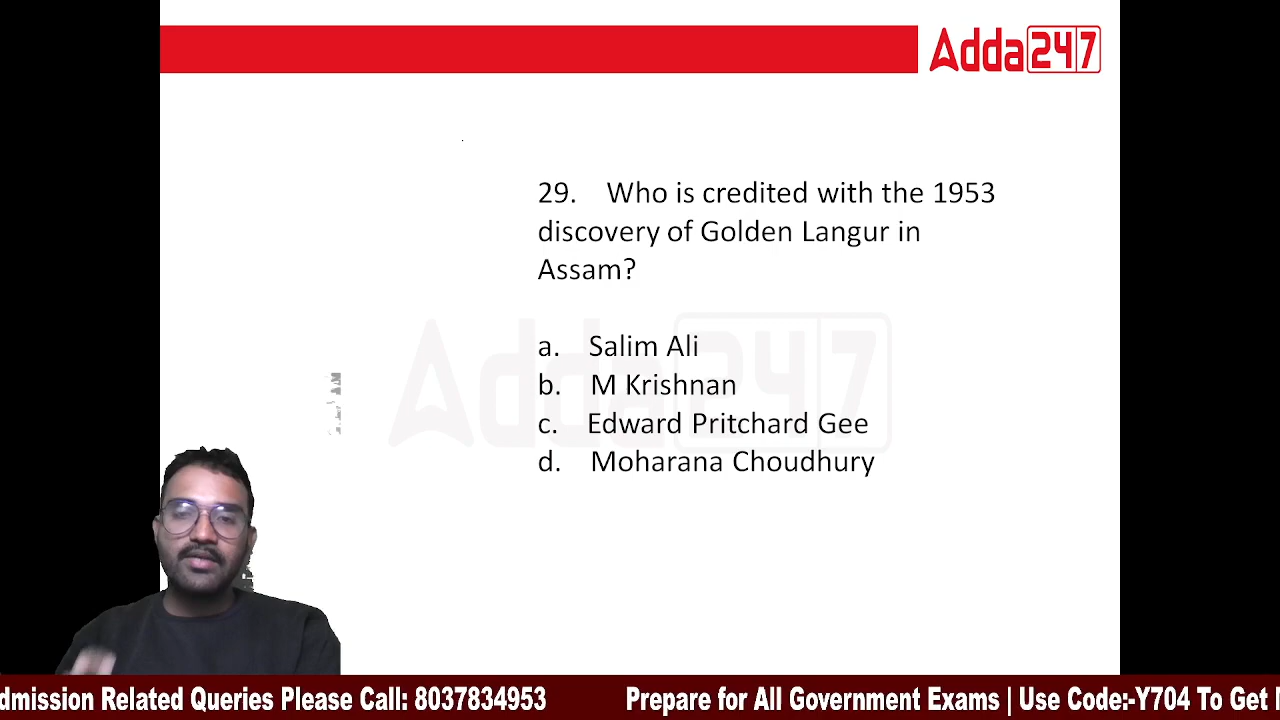 Adda247
29. Who is credited with the 1953
discovery of Golden Langur in
Assam?
Adda247
a. Salim Ali
b. M Krishnan
c. Edward Pritchard Gee
d. Moharana Choudhury
dmission Related Queries Please Call: 8037834953 Prepare for All Government Exams | Use Code:-Y704 To Get